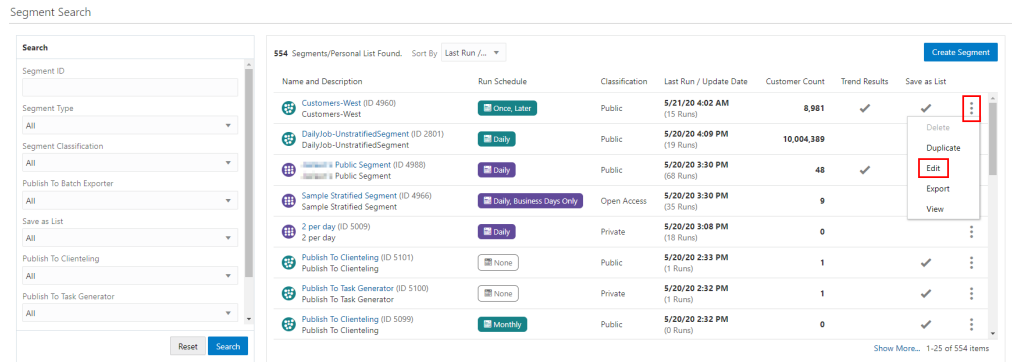 Segment Search
Search
Segment ID
Segment Type
All
Segment Classification
All
Publish To Batch Exporter
All
Save as List
All
Publish To Clienteling
All
Publish To Task Generator
All
Reset Search
554 Segments/Personal List Found. Sort By Last Run /... Create Segment
Name and Description Run Schedule Classification Last Run / Update Date Customer Count Trend Results Save as List
Customers-West (ID 4960) Once, Later Public 5/21/20 4:02 AM 8,981
Customers-West (15 Runs)
DailyJob-UnstratifiedSegment (ID 2801) Daily Public 5/20/20 4:09 PM 10,004,389
DailyJob-UnstratifiedSegment (19 Runs)
Public Segment (ID 4988) Daily Public 5/20/20 3:30 PM 48
Public Segment (68 Runs)
Sample Stratified Segment (ID 4966) Daily, Business Days Only Open Access 5/20/20 3:30 PM 9
Sample Stratified Segment (35 Runs)
2 per day (ID 5009) Daily Private 5/20/20 3:08 PM 0
2 per day (18 Runs)
Publish To Clienteling (ID 5101) None Public 5/20/20 2:33 PM 1
Publish To Clienteling (1 Runs)
Publish To Task Generator (ID 5100) None Private 5/20/20 2:32 PM 1
Publish To Task Generator (1 Runs)
Publish To Clienteling (ID 5099) Monthly Public 5/20/20 2:32 PM 0
Publish To Clienteling (0 Runs)
Delete
Duplicate
Edit
Export
View
Show More... 1-25 of 554 items